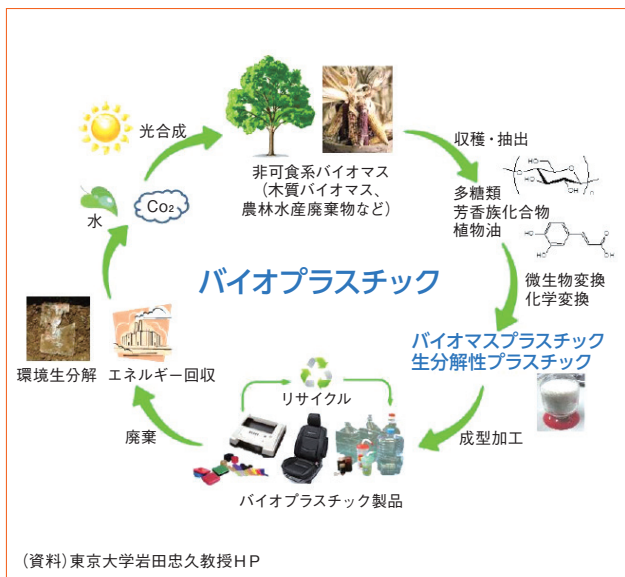 光合成
水
Co₂
非可食系バイオマス
(木質バイオマス、
農林水産廃棄物など)
収穫・抽出
HO
OH
O
O
HO
OH
n
多糖類
芳香族化合物
植物油
HO
HO
O
OH
微生物変換
化学変換
バイオプラスチック
バイオマスプラスチック
生分解性プラスチック
成型加工
リサイクル
バイオプラスチック製品
廃棄
環境生分解
エネルギー回収
(資料)東京大学岩田忠久教授HP